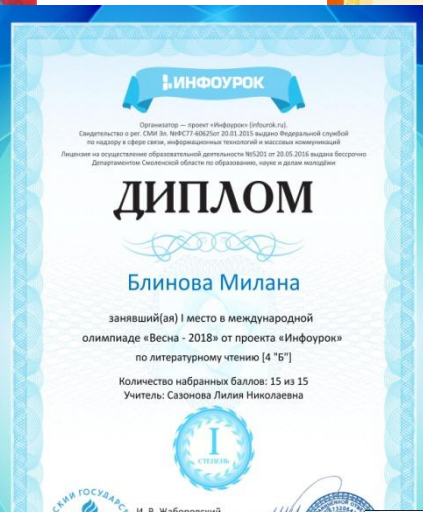 ИНФОУРОК
Организатор — проект «Инфоурок» (infourok.ru).
Свидетельство о рег. СМИ Эл. №ФС77-60625от 20.01.2015 выдано Федеральной службой
по надзору в сфере связи, информационных технологий и массовых коммуникаций
Лицензия на осуществление образовательной деятельности №5201 от 20.05.2016 выдана бессрочно
Департаментом Смоленской области по образованию, науке и делам молодёжи
ДИПЛОМ
Блинова Милана
занявший(ая) I место в международной
олимпиаде «Весна - 2018» от проекта «Инфоурок»
по литературному чтению [4 "Б"]
Количество набранных баллов: 15 из 15
Учитель: Сазонова Лилия Николаевна
I
СТЕПЕНЬ
И. В. Жаборовский